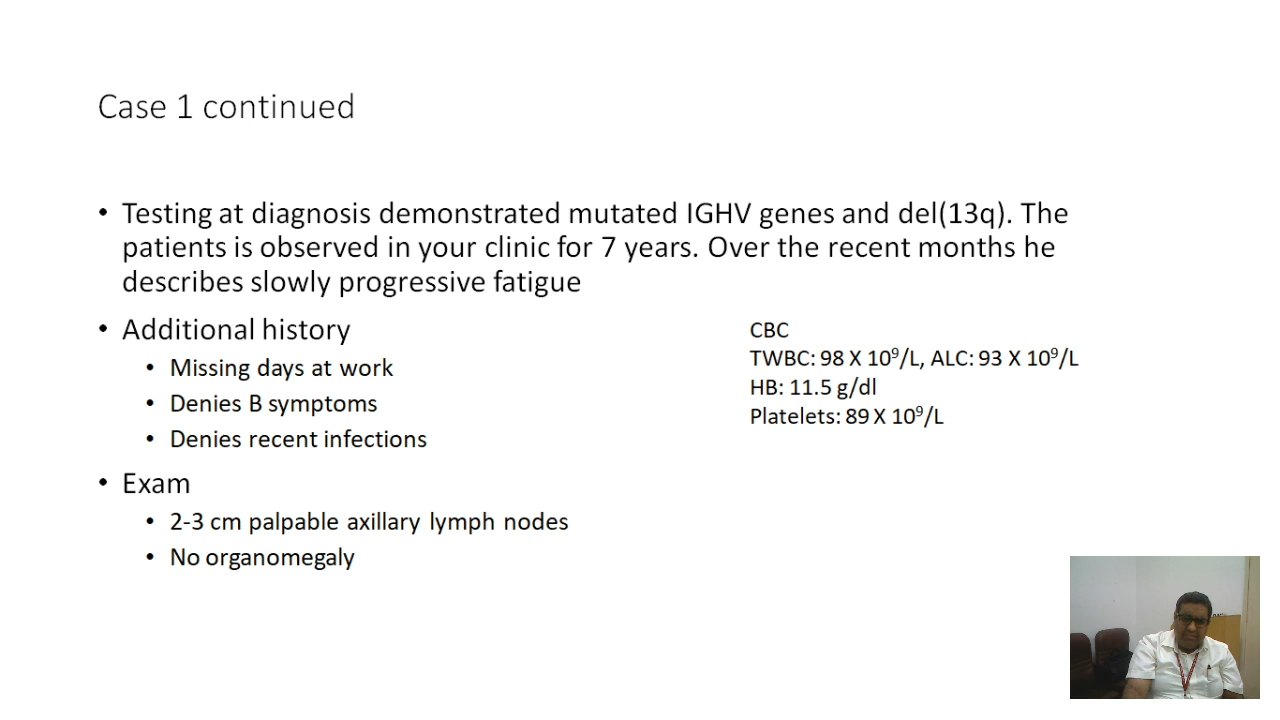 Case 1 continued
• Testing at diagnosis demonstrated mutated IGHV genes and del(13q). The
patients is observed in your clinic for 7 years. Over the recent months he
describes slowly progressive fatigue
• Additional history
• Missing days at work
• Denies B symptoms
• Denies recent infections
• Exam
• 2-3 cm palpable axillary lymph nodes
• No organomegaly
CBC
TWBC: 98 X 10⁹/L, ALC: 93 X 10⁹/L
HB: 11.5 g/dl
Platelets: 89 X 10⁹/L